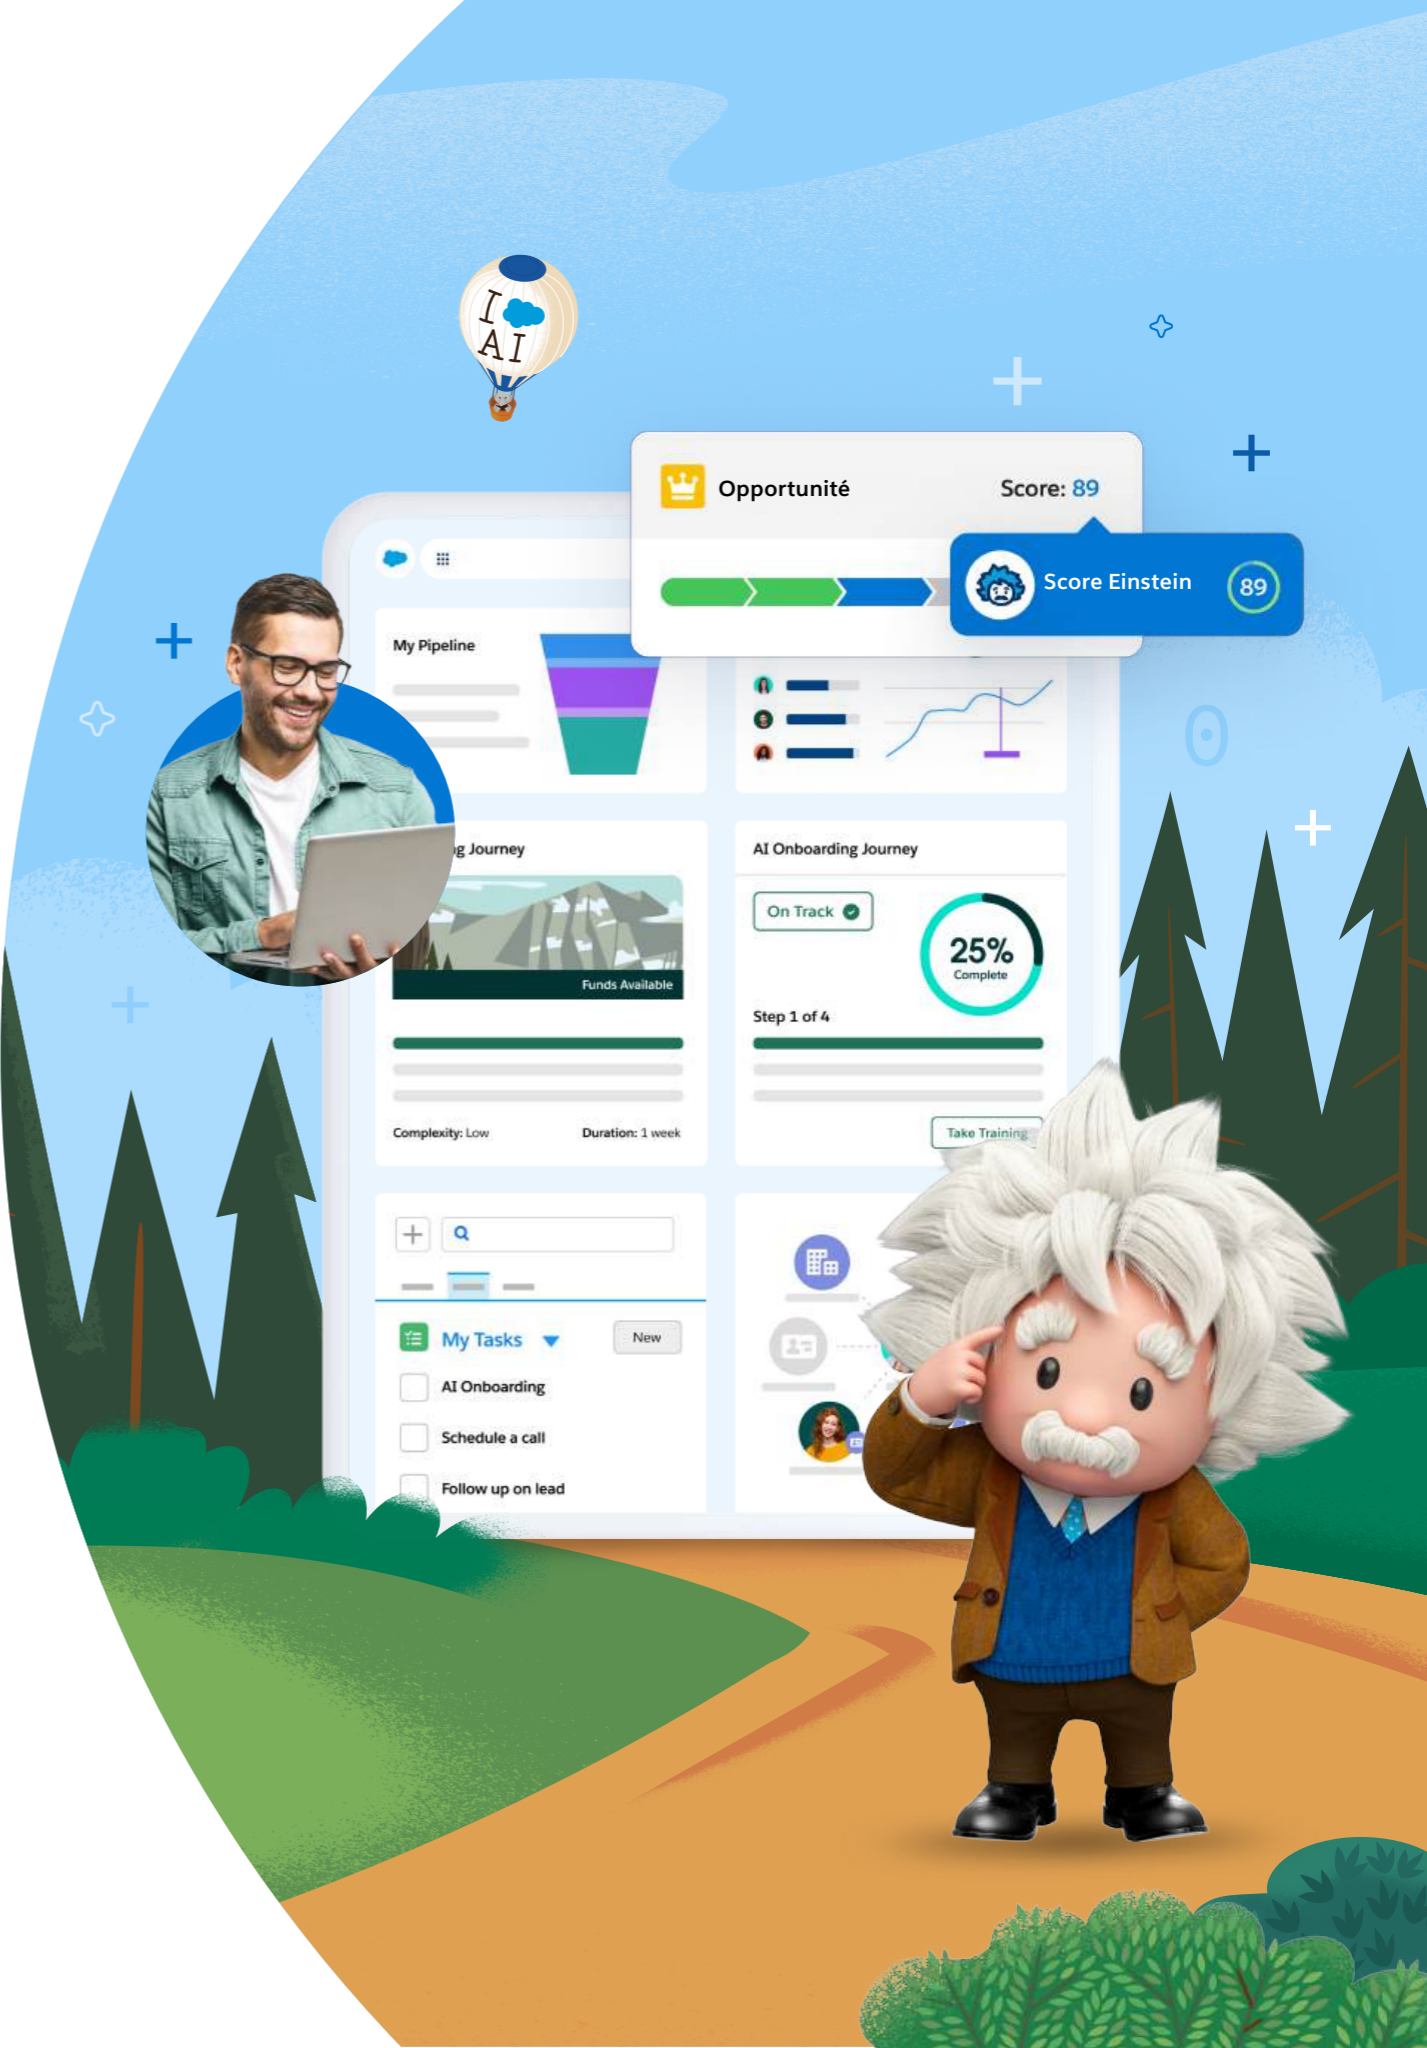 I
AI
Opportunité
Score: 89
Score Einstein
89
My Pipeline
g Journey
Funds Available
Complexity: Low
Duration: 1 week
AI Onboarding Journey
On Track
25%
Complete
Step 1 of 4
Take Training
My Tasks
New
AI Onboarding
Schedule a call
Follow up on lead